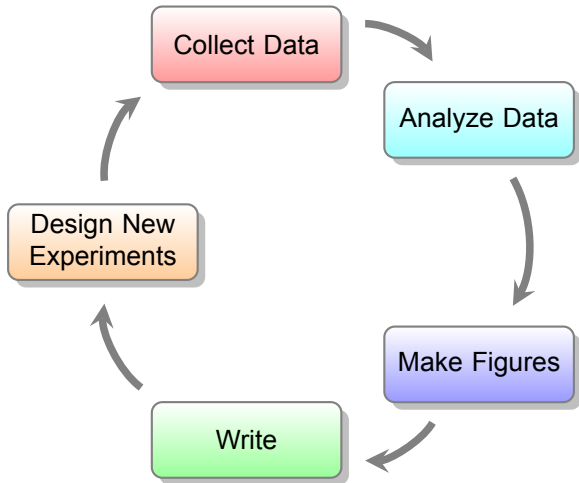 Collect Data
Analyze Data
Make Figures
Write
Design New
Experiments